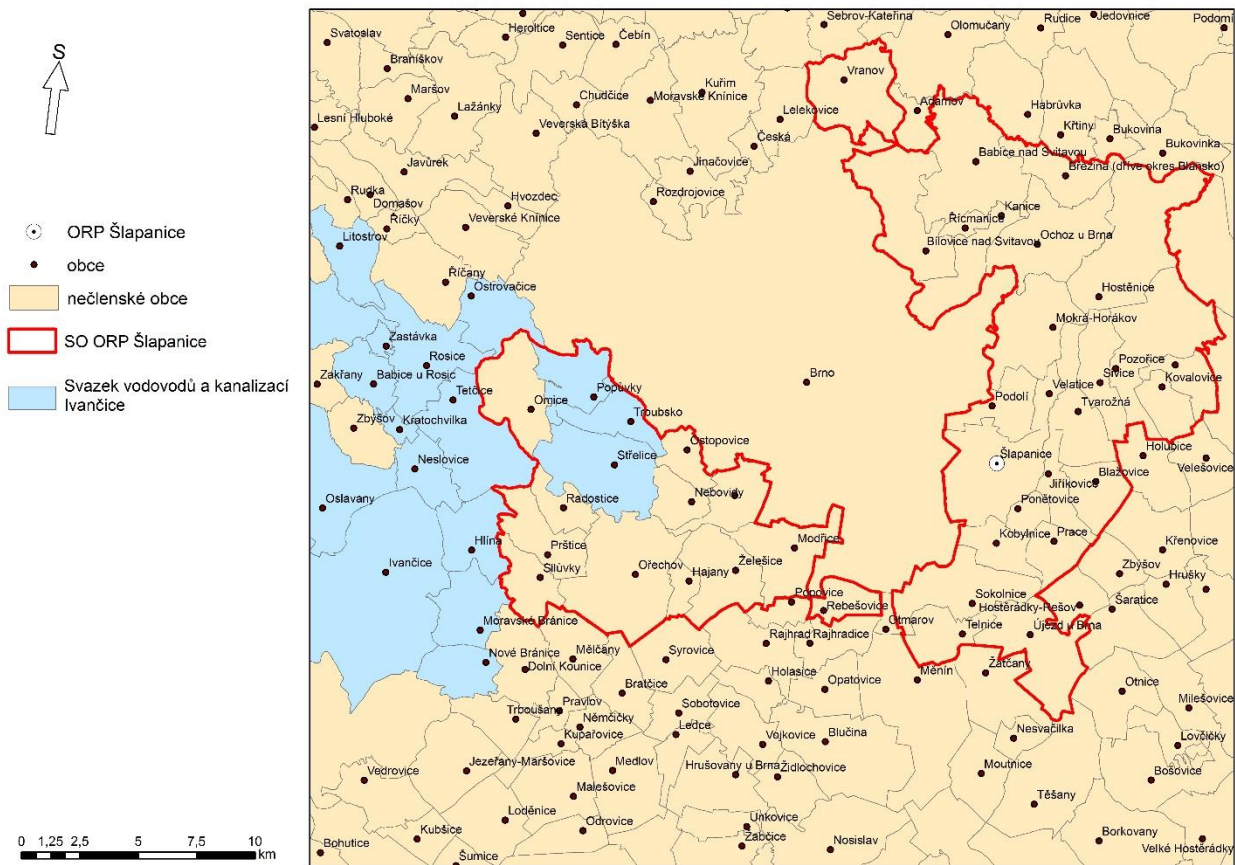 S
ORP Šlapanice
obce
nečlenské obce
SO ORP Šlapanice
Svazek vodovodů a kanalizací
Ivančice
0 1,25 2,5 5 7,5 10
km
Svatoslav
Heroltice
Sentice
Čebín
Sebrov-Kateřina
Olomučany
Rudice
Jedovnice
Podomí
Braníškov
Maršov
Lažánky
Chudčice
Moravské Knínice
Kuřim
Vranov
Lesní Hluboké
Veverská Bítýška
Lelekovice
Adamov
Habrůvka
Křtiny
Bukovina
Bukovinka
Česká
Javůrek
Jinačovice
Babice nad Svitavou
Březina (dříve okres Blansko)
Rudka
Domašov
Hvozdec
Rozdrojovice
Říčky
Veverské Knínice
Kanice
Řícmanice
Litostrov
Bílovice nad Svitavou
Ochoz u Brna
Říčany
Ostrovačice
Hostěnice
Mokrá-Horákov
Zastávka
Rosice
Pozořice
Sivice
Kovalovice
Zakřany
Babice u Rosic
Tetčice
Omice
Popůvky
Brno
Velatice
Tvarožná
Podolí
Zbýšov
Kratochvilka
Troubsko
Ostopovice
Holubice
Velešovice
Neslovice
Střelice
Šlapanice
Jiříkovice
Blažovice
Oslavany
Radostice
Nebovidy
Ponětovice
Hlína
Prštice
Modřice
Kobylnice
Prace
Křenovice
Ivančice
Silůvky
Ořechov
Hajany
Želešice
Zbýšov
Hrušky
Popovice
Rebešovice
Sokolnice
Hostěrádky-Rešov
Šaratice
Moravské Bránice
Rajhrad
Rajhradice
Otmarov
Telnice
Újezd u Brna
Nové Bránice
Mělčany
Dolní Kounice
Syrovice
Holasice
Opatovice
Měnín
Žatčany
Otnice
Bratčice
Milešovice
Trboušany
Pravlov
Němčičky
Sobotovice
Ledce
Kupařovice
Vojkovice
Blučina
Nesvačilka
Lovčičky
Vedrovice
Jezeřany-Maršovice
Medlov
Hrušovany u Brna
Židlochovice
Moutnice
Bošovice
Malešovice
Těšany
Loděnice
Odrovice
Unkovice
Žabčice
Nosislav
Borkovany
Velké Hostěrádky
Bohutice
Kubšice
Šumice